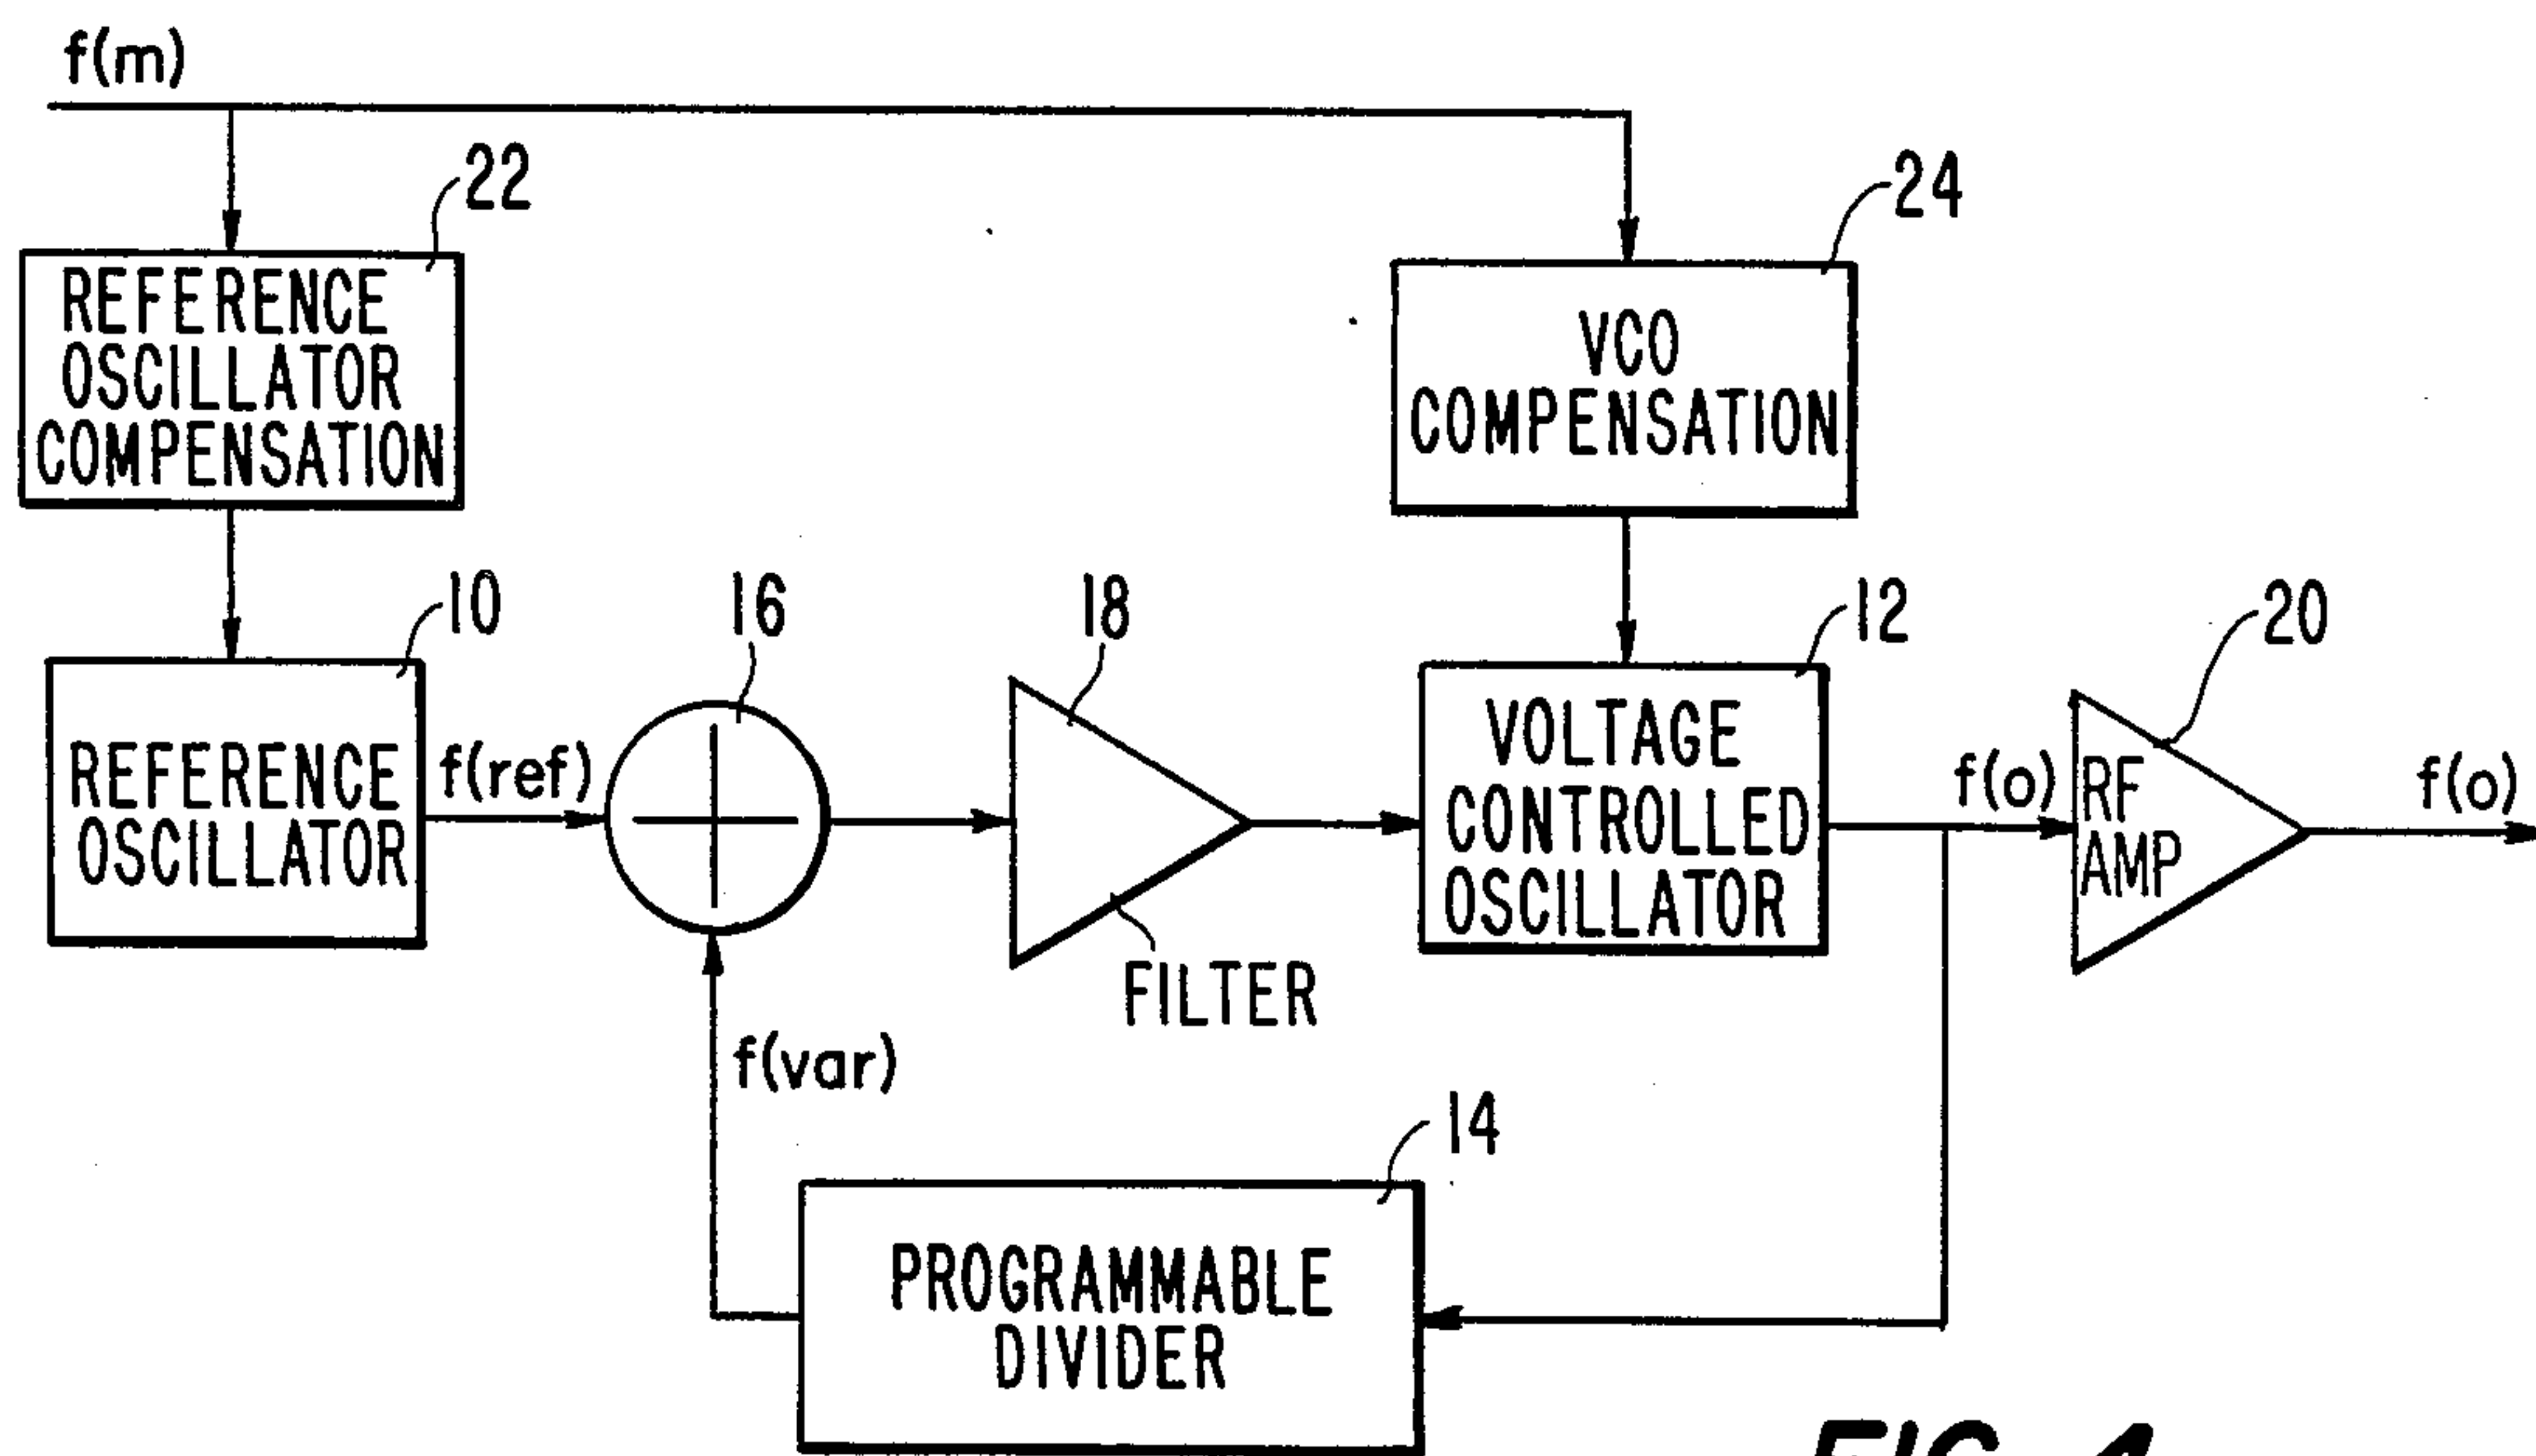 f(m)
22
24
REFERENCE
OSCILLATOR
COMPENSATION
VCO
COMPENSATION
10
16
18
12
20
REFERENCE
OSCILLATOR
f(ref)
VOLTAGE
CONTROLLED
OSCILLATOR
f(o)
RF
AMP
f(o)
FILTER
f(var)
14
PROGRAMMABLE
DIVIDER